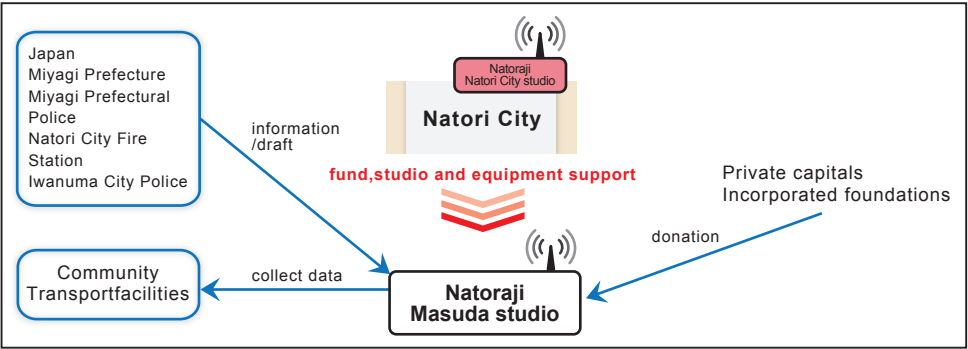 Japan
Miyagi Prefecture
Miyagi Prefectural
Police
Natori City Fire
Station
Iwanuma City Police
information
/draft
Natoraji
Natori City studio
Natori City
fund,studio and equipment support
Private capitals
Incorporated foundations
donation
Community
Transportfacilities
collect data
Natoraji
Masuda studio